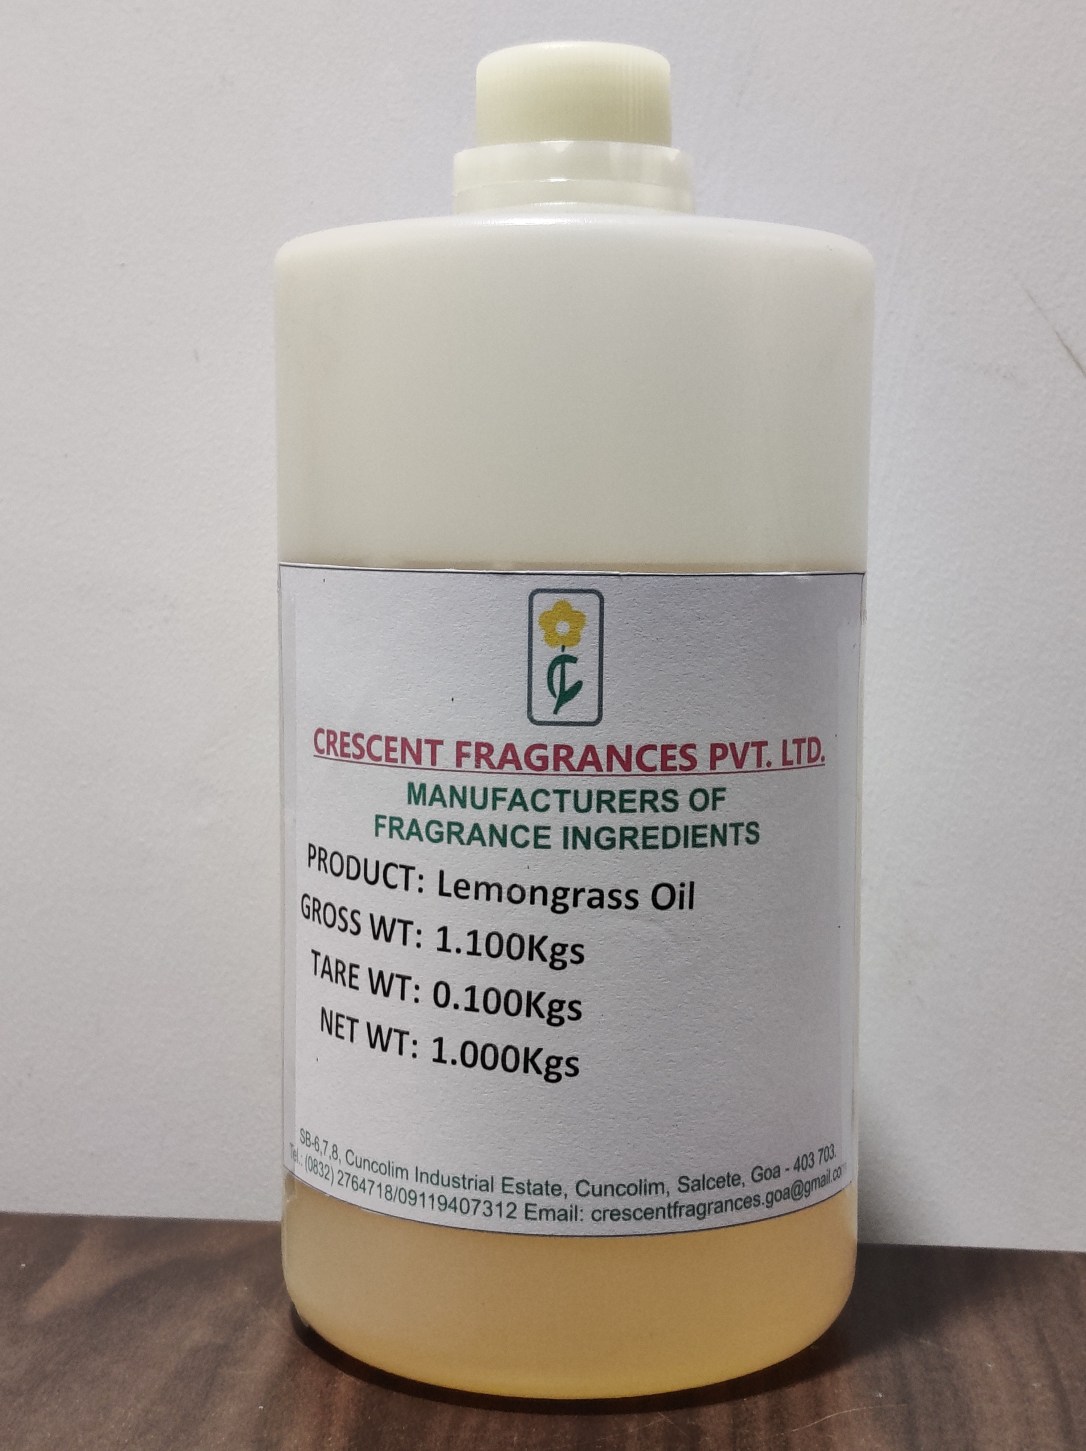 CRESCENT FRAGRANCES PVT. LTD.
MANUFACTURERS OF
FRAGRANCE INGREDIENTS
PRODUCT: Lemongrass Oil
GROSS WT: 1.100Kgs
TARE WT: 0.100Kgs
NET WT: 1.000Kgs
SB-6,7,8, Cuncolim Industrial Estate, Cuncolim, Salcete, Goa - 403 703.
Tel.: (0832) 2764718/09119407312 Email: crescentfragrances.goa@gmail.com